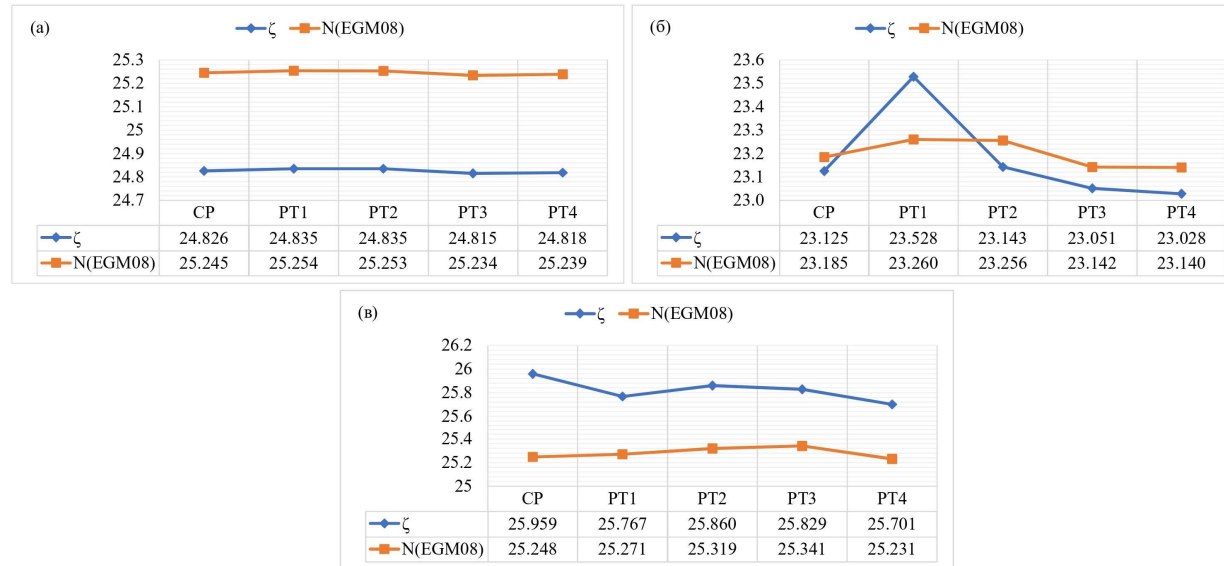 (а)
ζ N(EGM08)
25.3
25.2
25.1
25
24.9
24.8
24.7
CP PT1 PT2 PT3 PT4
ζ 24.826 24.835 24.835 24.815 24.818
N(EGM08) 25.245 25.254 25.253 25.234 25.239
(б)
ζ N(EGM08)
23.6
23.5
23.4
23.3
23.2
23.1
23.0
CP PT1 PT2 PT3 PT4
ζ 23.125 23.528 23.143 23.051 23.028
N(EGM08) 23.185 23.260 23.256 23.142 23.140
(в)
ζ N(EGM08)
26.2
26
25.8
25.6
25.4
25.2
25
CP PT1 PT2 PT3 PT4
ζ 25.959 25.767 25.860 25.829 25.701
N(EGM08) 25.248 25.271 25.319 25.341 25.231